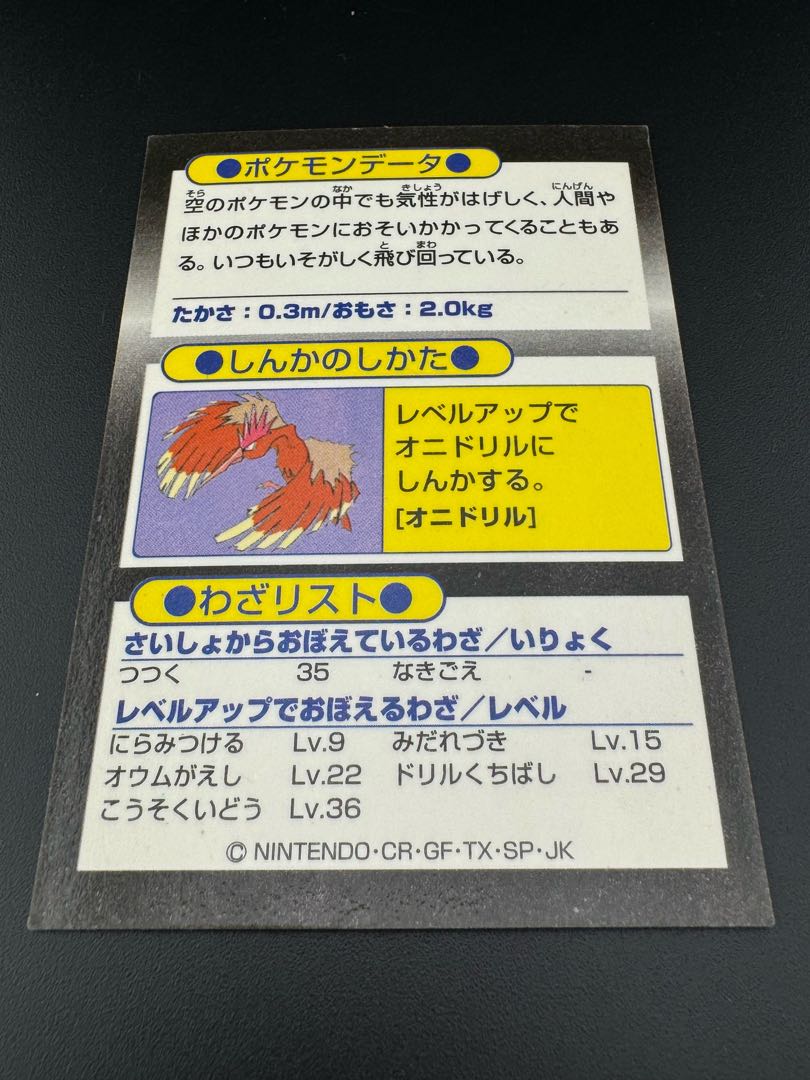 ●ポケモンデータ●
空のポケモンの中でも気性がはげしく、人間や
ほかのポケモンにおそいかかってくることもあ
る。いつもいそがしく飛び回っている。
たかさ：0.3m/おもさ：2.0kg
●しんかのしかた●
レベルアップで
オニドリルに
しんかする。
[オニドリル]
●わざリスト●
さいしょからおぼえているわざ／いりょく
つつく 35 なきごえ -
レベルアップでおぼえるわざ／レベル
にらみつける Lv.9 みだれづき Lv.15
オウムがえし Lv.22 ドリルくちばし Lv.29
こうそくいどう Lv.36
© NINTENDO・CR・GF・TX・SP・JK